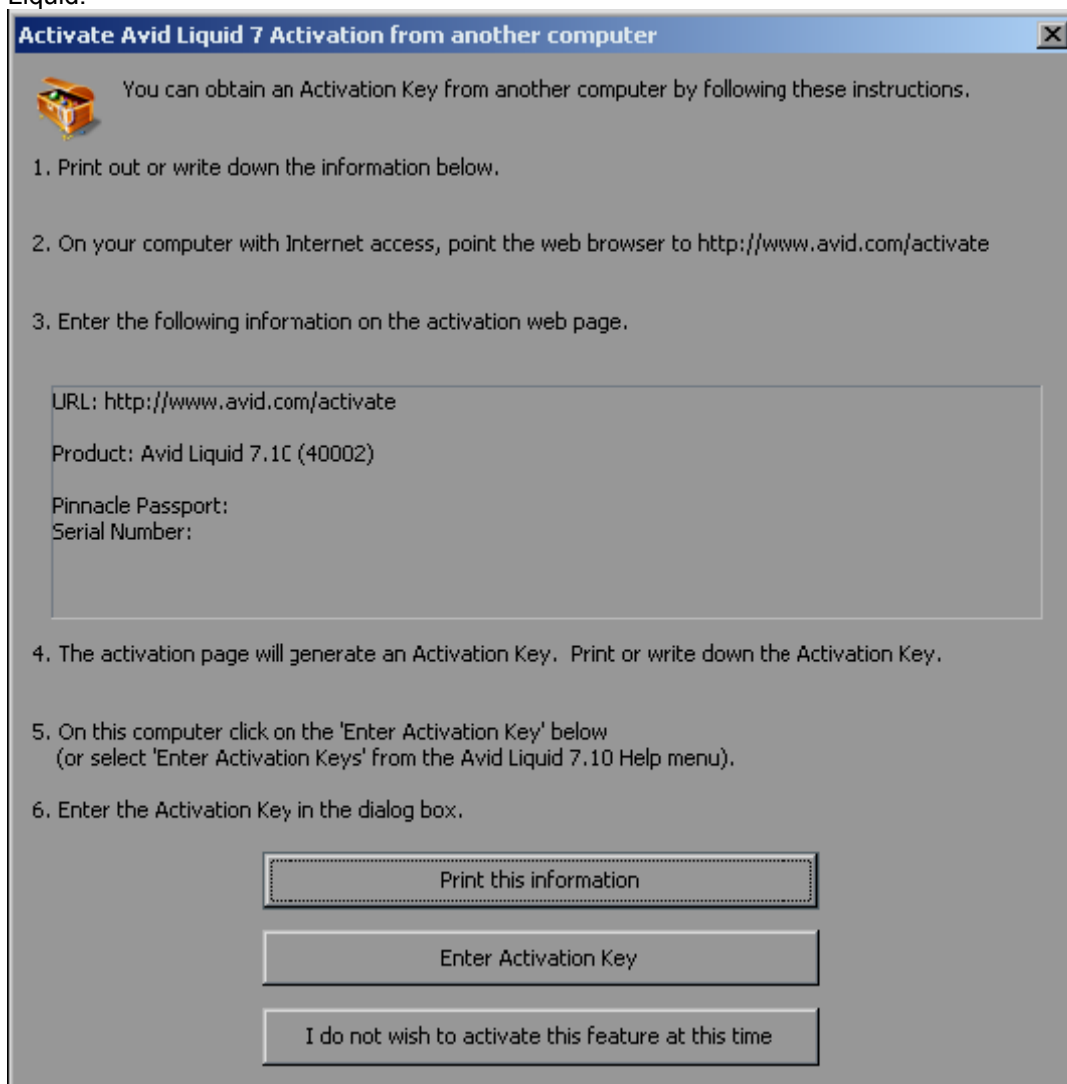 Liquid.
Activate Avid Liquid 7 Activation from another computer
You can obtain an Activation Key from another computer by following these instructions.
1. Print out or write down the information below.
2. On your computer with Internet access, point the web browser to http://www.avid.com/activate
3. Enter the following information on the activation web page.
URL: http://www.avid.com/activate
Product: Avid Liquid 7.10 (40002)
Pinnacle Passport:
Serial Number:
4. The activation page will generate an Activation Key. Print or write down the Activation Key.
5. On this computer click on the 'Enter Activation Key' below
(or select 'Enter Activation Keys' from the Avid Liquid 7.10 Help menu).
6. Enter the Activation Key in the dialog box.
Print this information
Enter Activation Key
I do not wish to activate this feature at this time